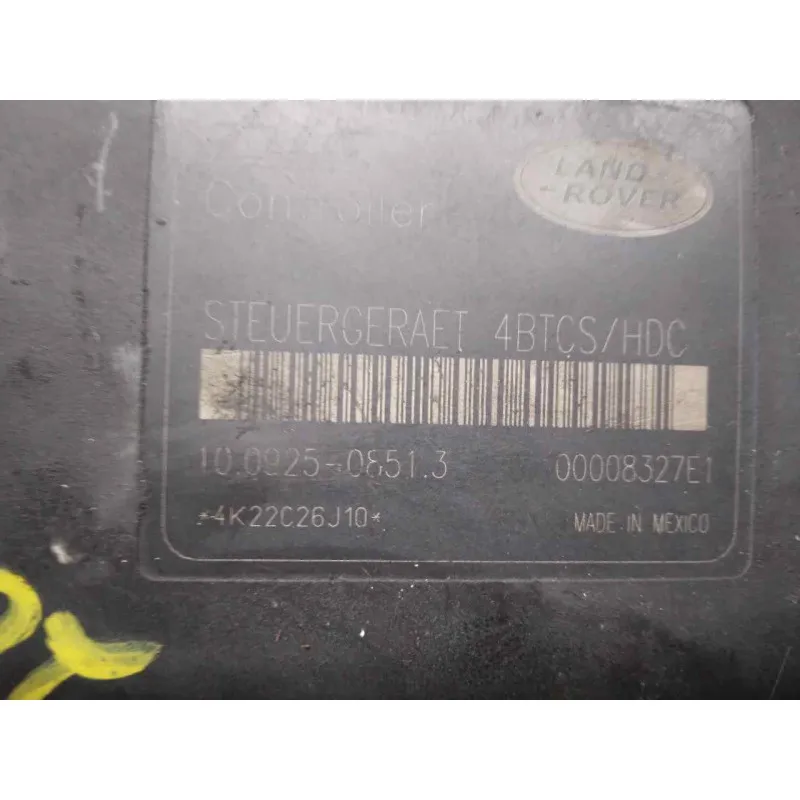 LAND
-ROVER
Controller
STEUERGERAET 4BTCS/HDC
10.0925-0851.3 00008327E1
*4K22C26J10* MADE IN MEXICO